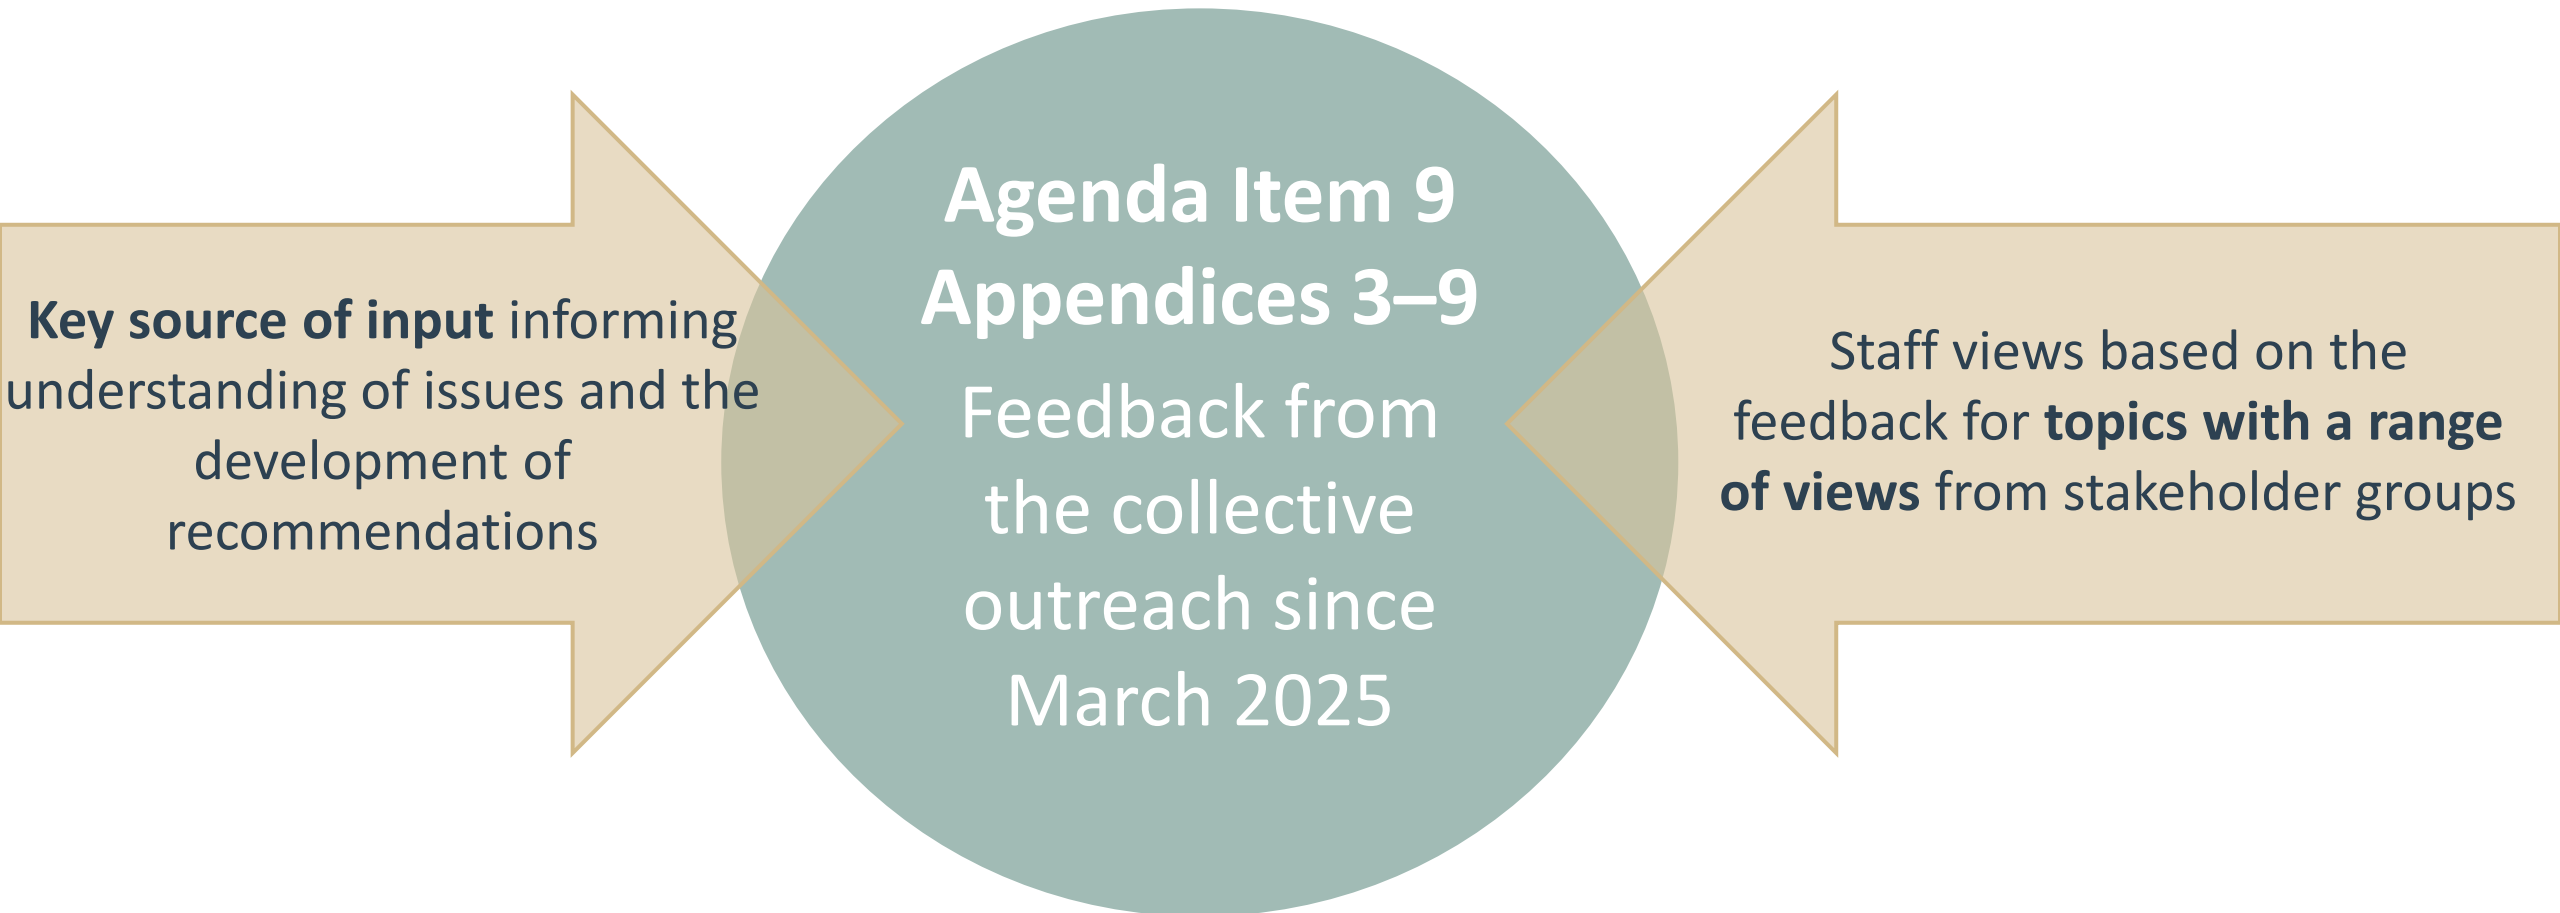 Key source of input informing
understanding of issues and the
development of
recommendations
Agenda Item 9
Appendices 3–9
Feedback from
the collective
outreach since
March 2025
Staff views based on the
feedback for topics with a range
of views from stakeholder groups